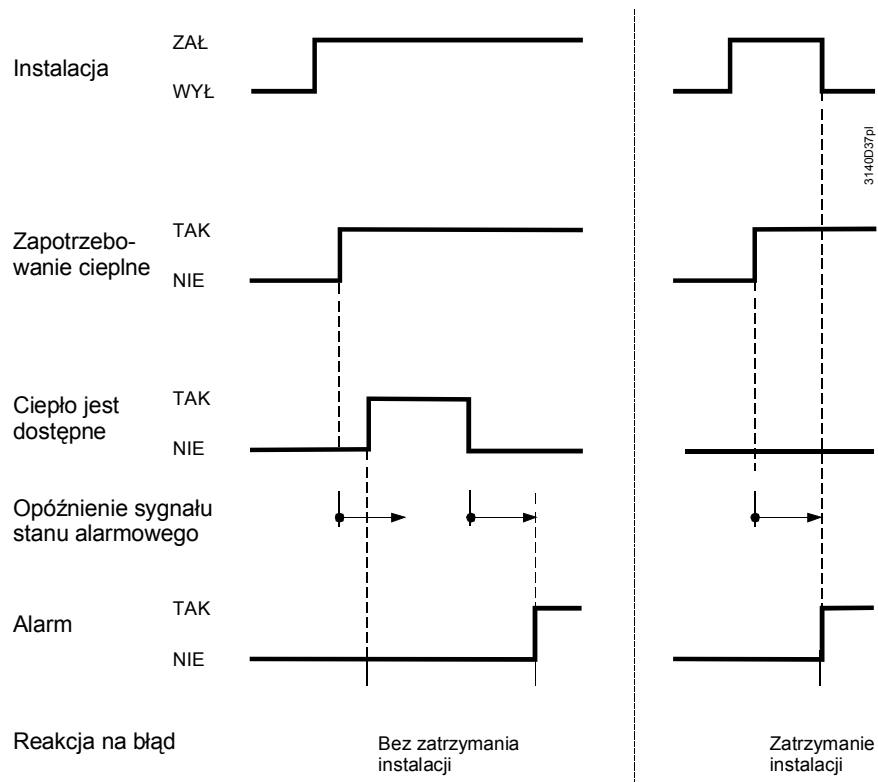 Instalacja
ZAŁ
WYŁ
3140D37pl
Zapotrzebo-
wanie cieplne
TAK
NIE
Ciepło jest
dostępne
TAK
NIE
Opóźnienie sygnału
stanu alarmowego
Alarm
TAK
NIE
Reakcja na błąd
Bez zatrzymania
instalacji
Zatrzymanie
instalacji